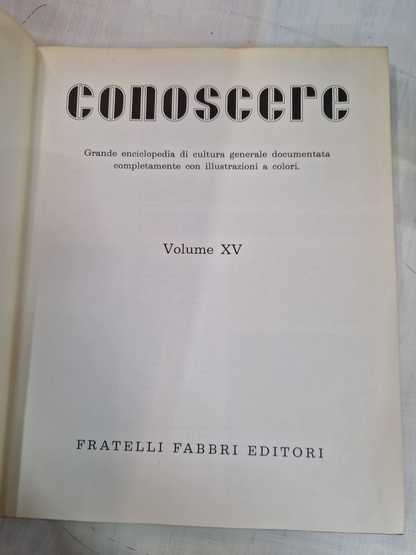 conoscere
Grande enciclopedia di cultura generale documentata
completamente con illustrazioni a colori.
Volume XV
FRATELLI FABBRI EDITORI